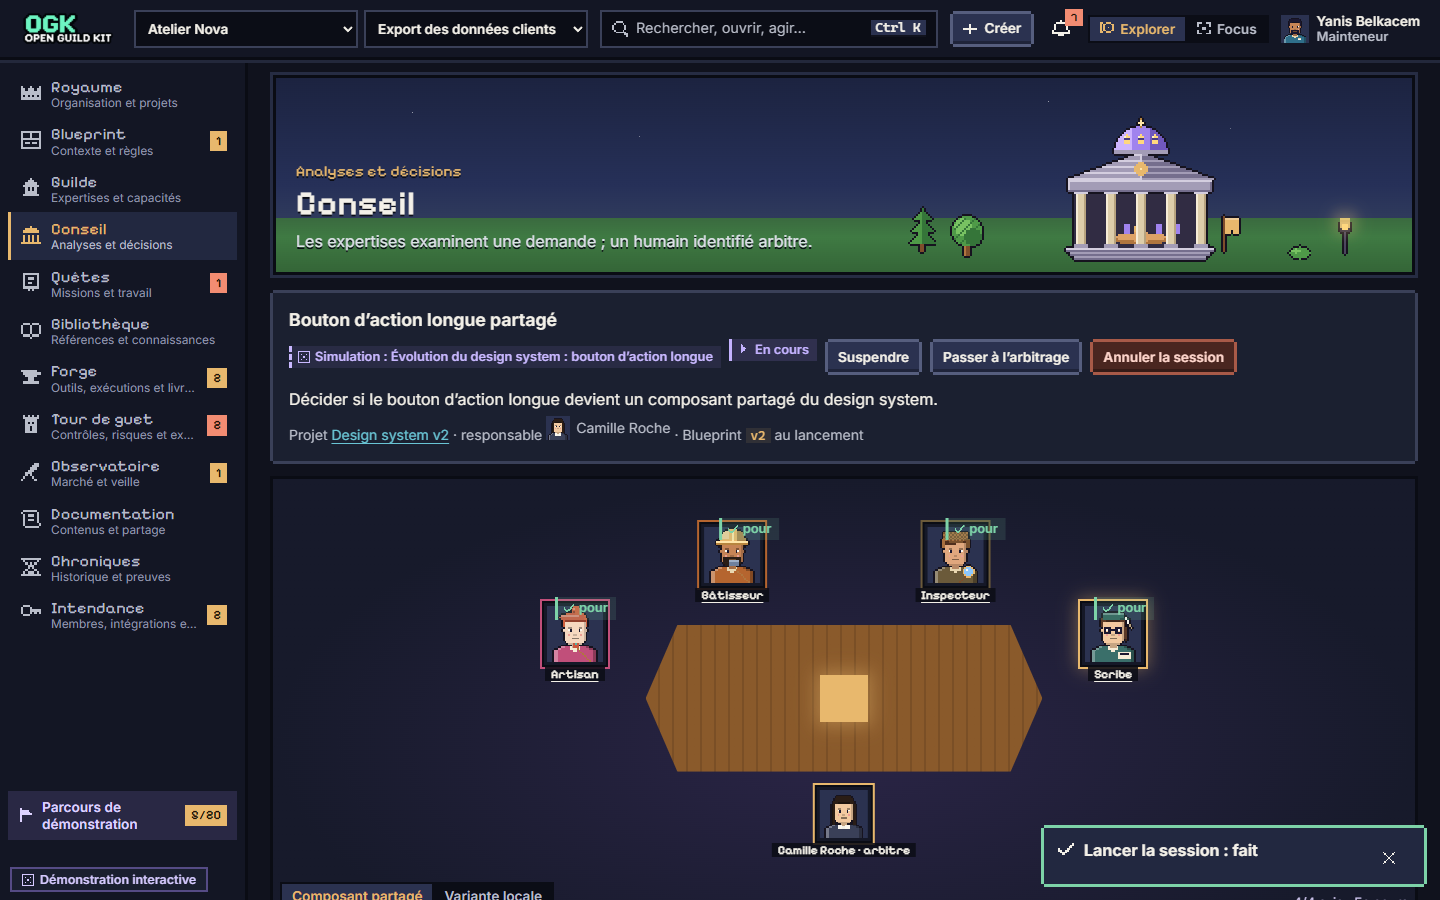 OGK
OPEN GUILD KIT
Atelier Nova
Export des données clients
Rechercher, ouvrir, agir...
Ctrl K
Créer
Explorer
Focus
Yanis Belkacem
Mainteneur
Royaume
Organisation et projets
Blueprint
Contexte et règles
1
Guilde
Expertises et capacités
Conseil
Analyses et décisions
Quêtes
Missions et travail
1
Bibliothèque
Références et connaissances
Forge
Outils, exécutions et livr...
8
Tour de guet
Contrôles, risques et ex...
8
Observatoire
Marché et veille
1
Documentation
Contenus et partage
Chroniques
Historique et preuves
Intendance
Membres, intégrations e...
8
Parcours de
démonstration
Démonstration interactive
Analyses et décisions
Conseil
Les expertises examinent une demande ; un humain identifié arbitre.
Bouton d’action longue partagé
Simulation : Évolution du design system : bouton d’action longue
En cours
Suspendre
Passer à l’arbitrage
Annuler la session
Décider si le bouton d’action longue devient un composant partagé du design system.
Projet Design system v2 · responsable Camille Roche · Blueprint v2 au lancement
pour
Bâtisseur
pour
Inspecteur
pour
Artisan
pour
Scribe
Camille Roche · arbitre
Composant partagé
Variante locale
Lancer la session : fait